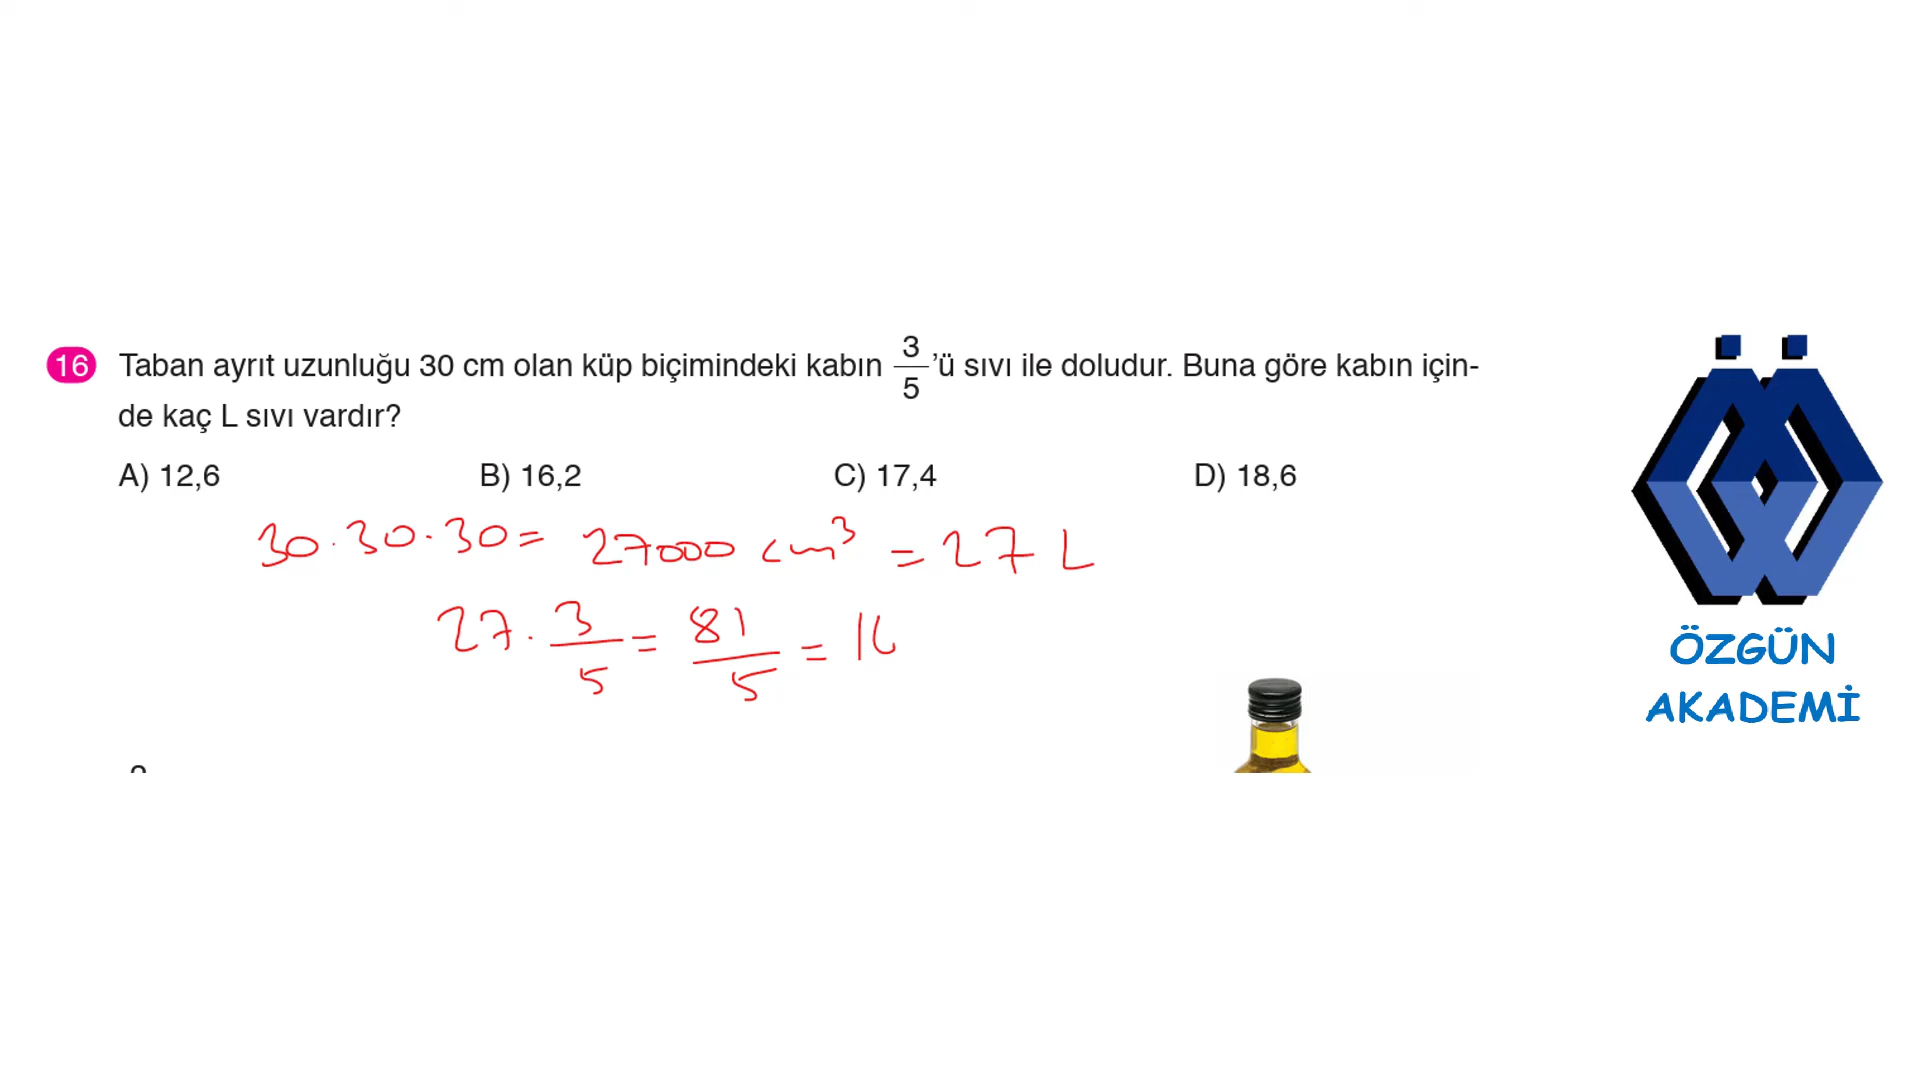 16 Taban ayrıt uzunluğu 30 cm olan küp biçimindeki kabın 3/5 'ü sıvı ile doludur. Buna göre kabın için-
de kaç L sıvı vardır?
A) 12,6 B) 16,2 C) 17,4 D) 18,6
30.30.30= 27000 cm³ = 27 L
27. 3/5 = 81/5 = 16
ÖZGÜN
AKADEMİ